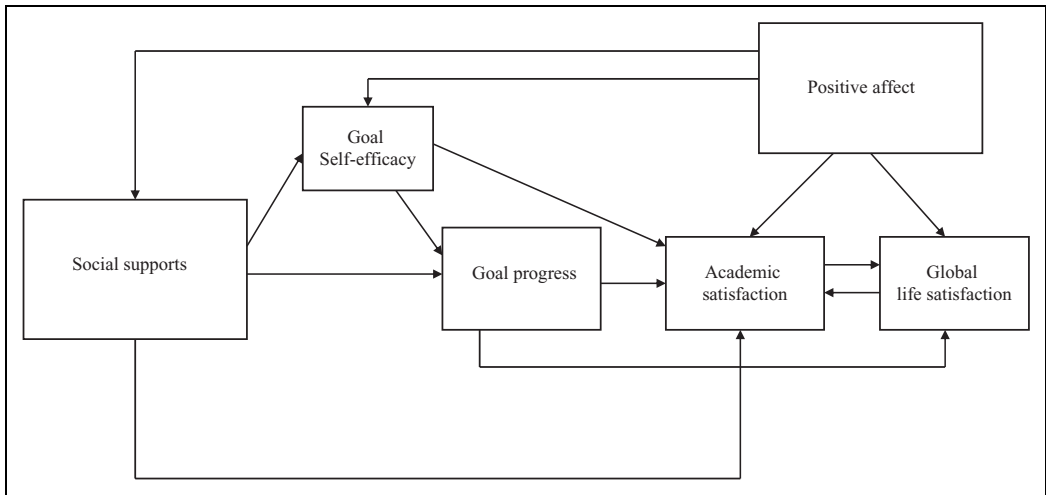 Positive affect
Goal
Self-efficacy
Social supports
Goal progress
Academic
satisfaction
Global
life satisfaction